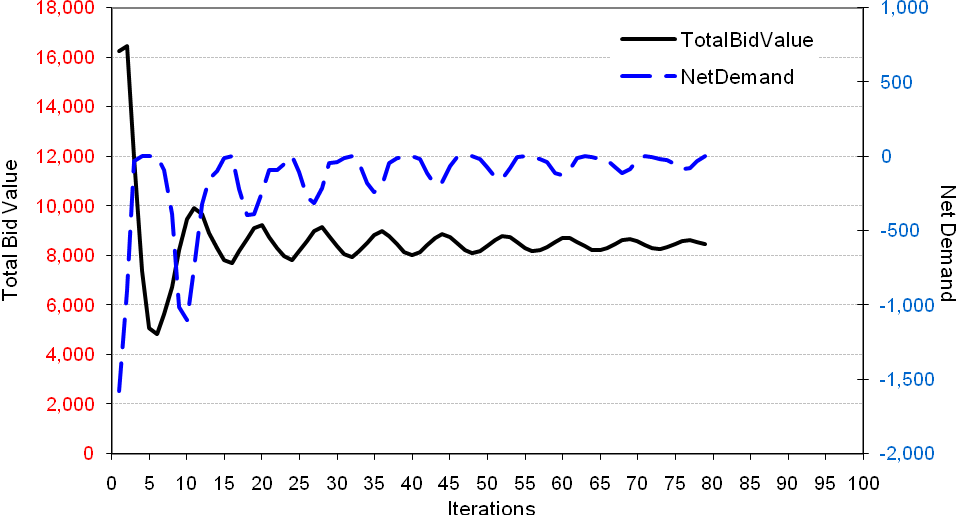 18,000
16,000
14,000
12,000
10,000
8,000
6,000
4,000
2,000
0
Total Bid Value
TotalBidValue
NetDemand
1,000
500
0
-500
-1,000
-1,500
-2,000
Net Demand
0 5 10 15 20 25 30 35 40 45 50 55 60 65 70 75 80 85 90 95 100
Iterations